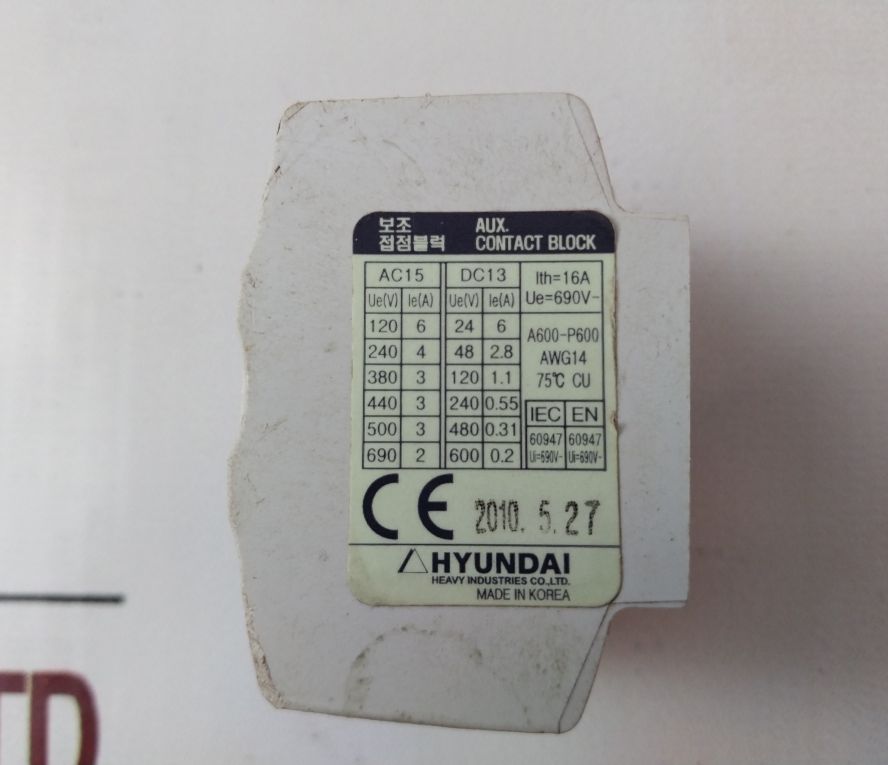 보조 AUX.
접점블럭 CONTACT BLOCK
AC15 DC13 Ith=16A
Ue(V) Ie(A) Ue(V) Ie(A) Ue=690V~
120 6 24 6 A600-P600
240 4 48 2.8 AWG14
380 3 120 1.1 75℃ CU
440 3 240 0.55 IEC EN
500 3 480 0.31 60947 60947
690 2 600 0.2 Ui=690V~ Ui=690V~
CE 2010. 5. 27
HYUNDAI
HEAVY INDUSTRIES CO.,LTD.
MADE IN KOREA
TD